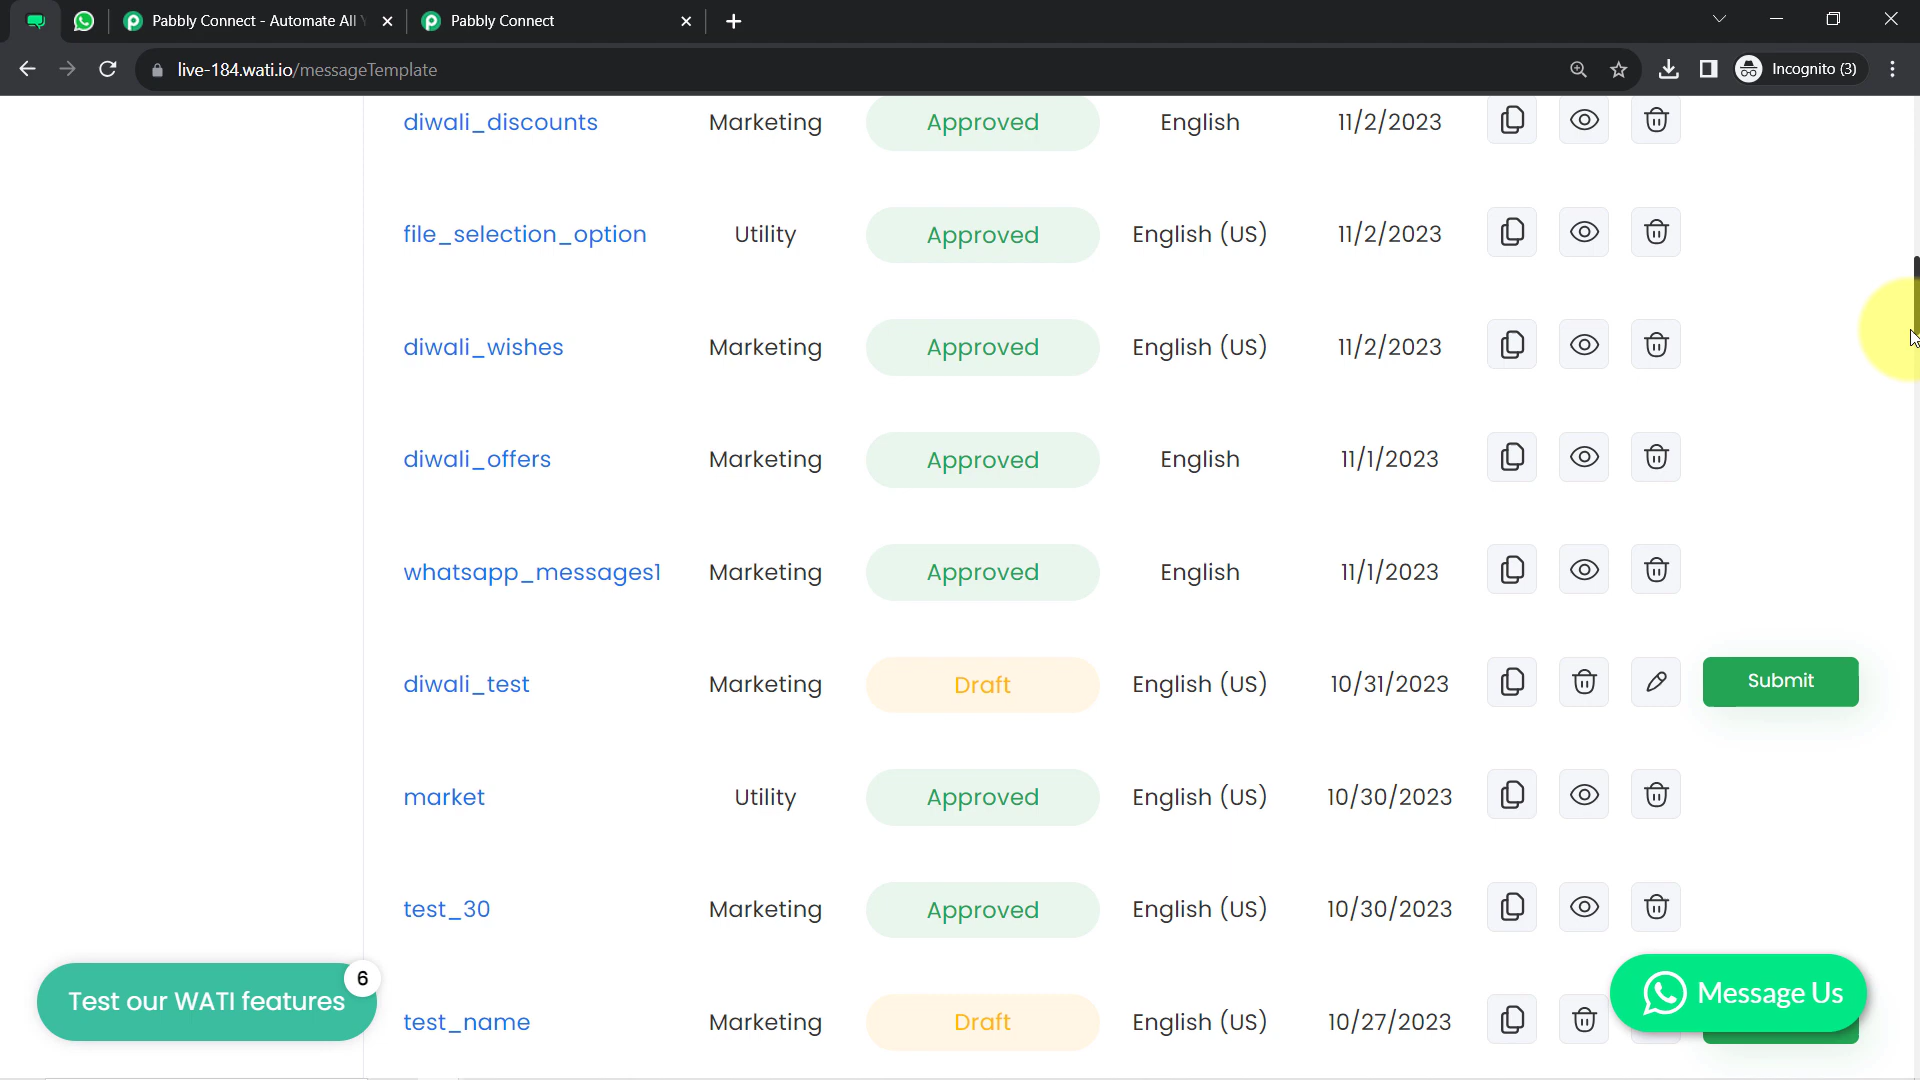 Pabbly Connect - Automate All
Pabbly Connect
live-184.wati.io/messageTemplate
Incognito (3)
diwali_discounts Marketing Approved English 11/2/2023
file_selection_option Utility Approved English (US) 11/2/2023
diwali_wishes Marketing Approved English (US) 11/2/2023
diwali_offers Marketing Approved English 11/1/2023
whatsapp_messages1 Marketing Approved English 11/1/2023
diwali_test Marketing Draft English (US) 10/31/2023 Submit
market Utility Approved English (US) 10/30/2023
test_30 Marketing Approved English (US) 10/30/2023
6
Test our WATI features
Message Us
test_name Marketing Draft English (US) 10/27/2023